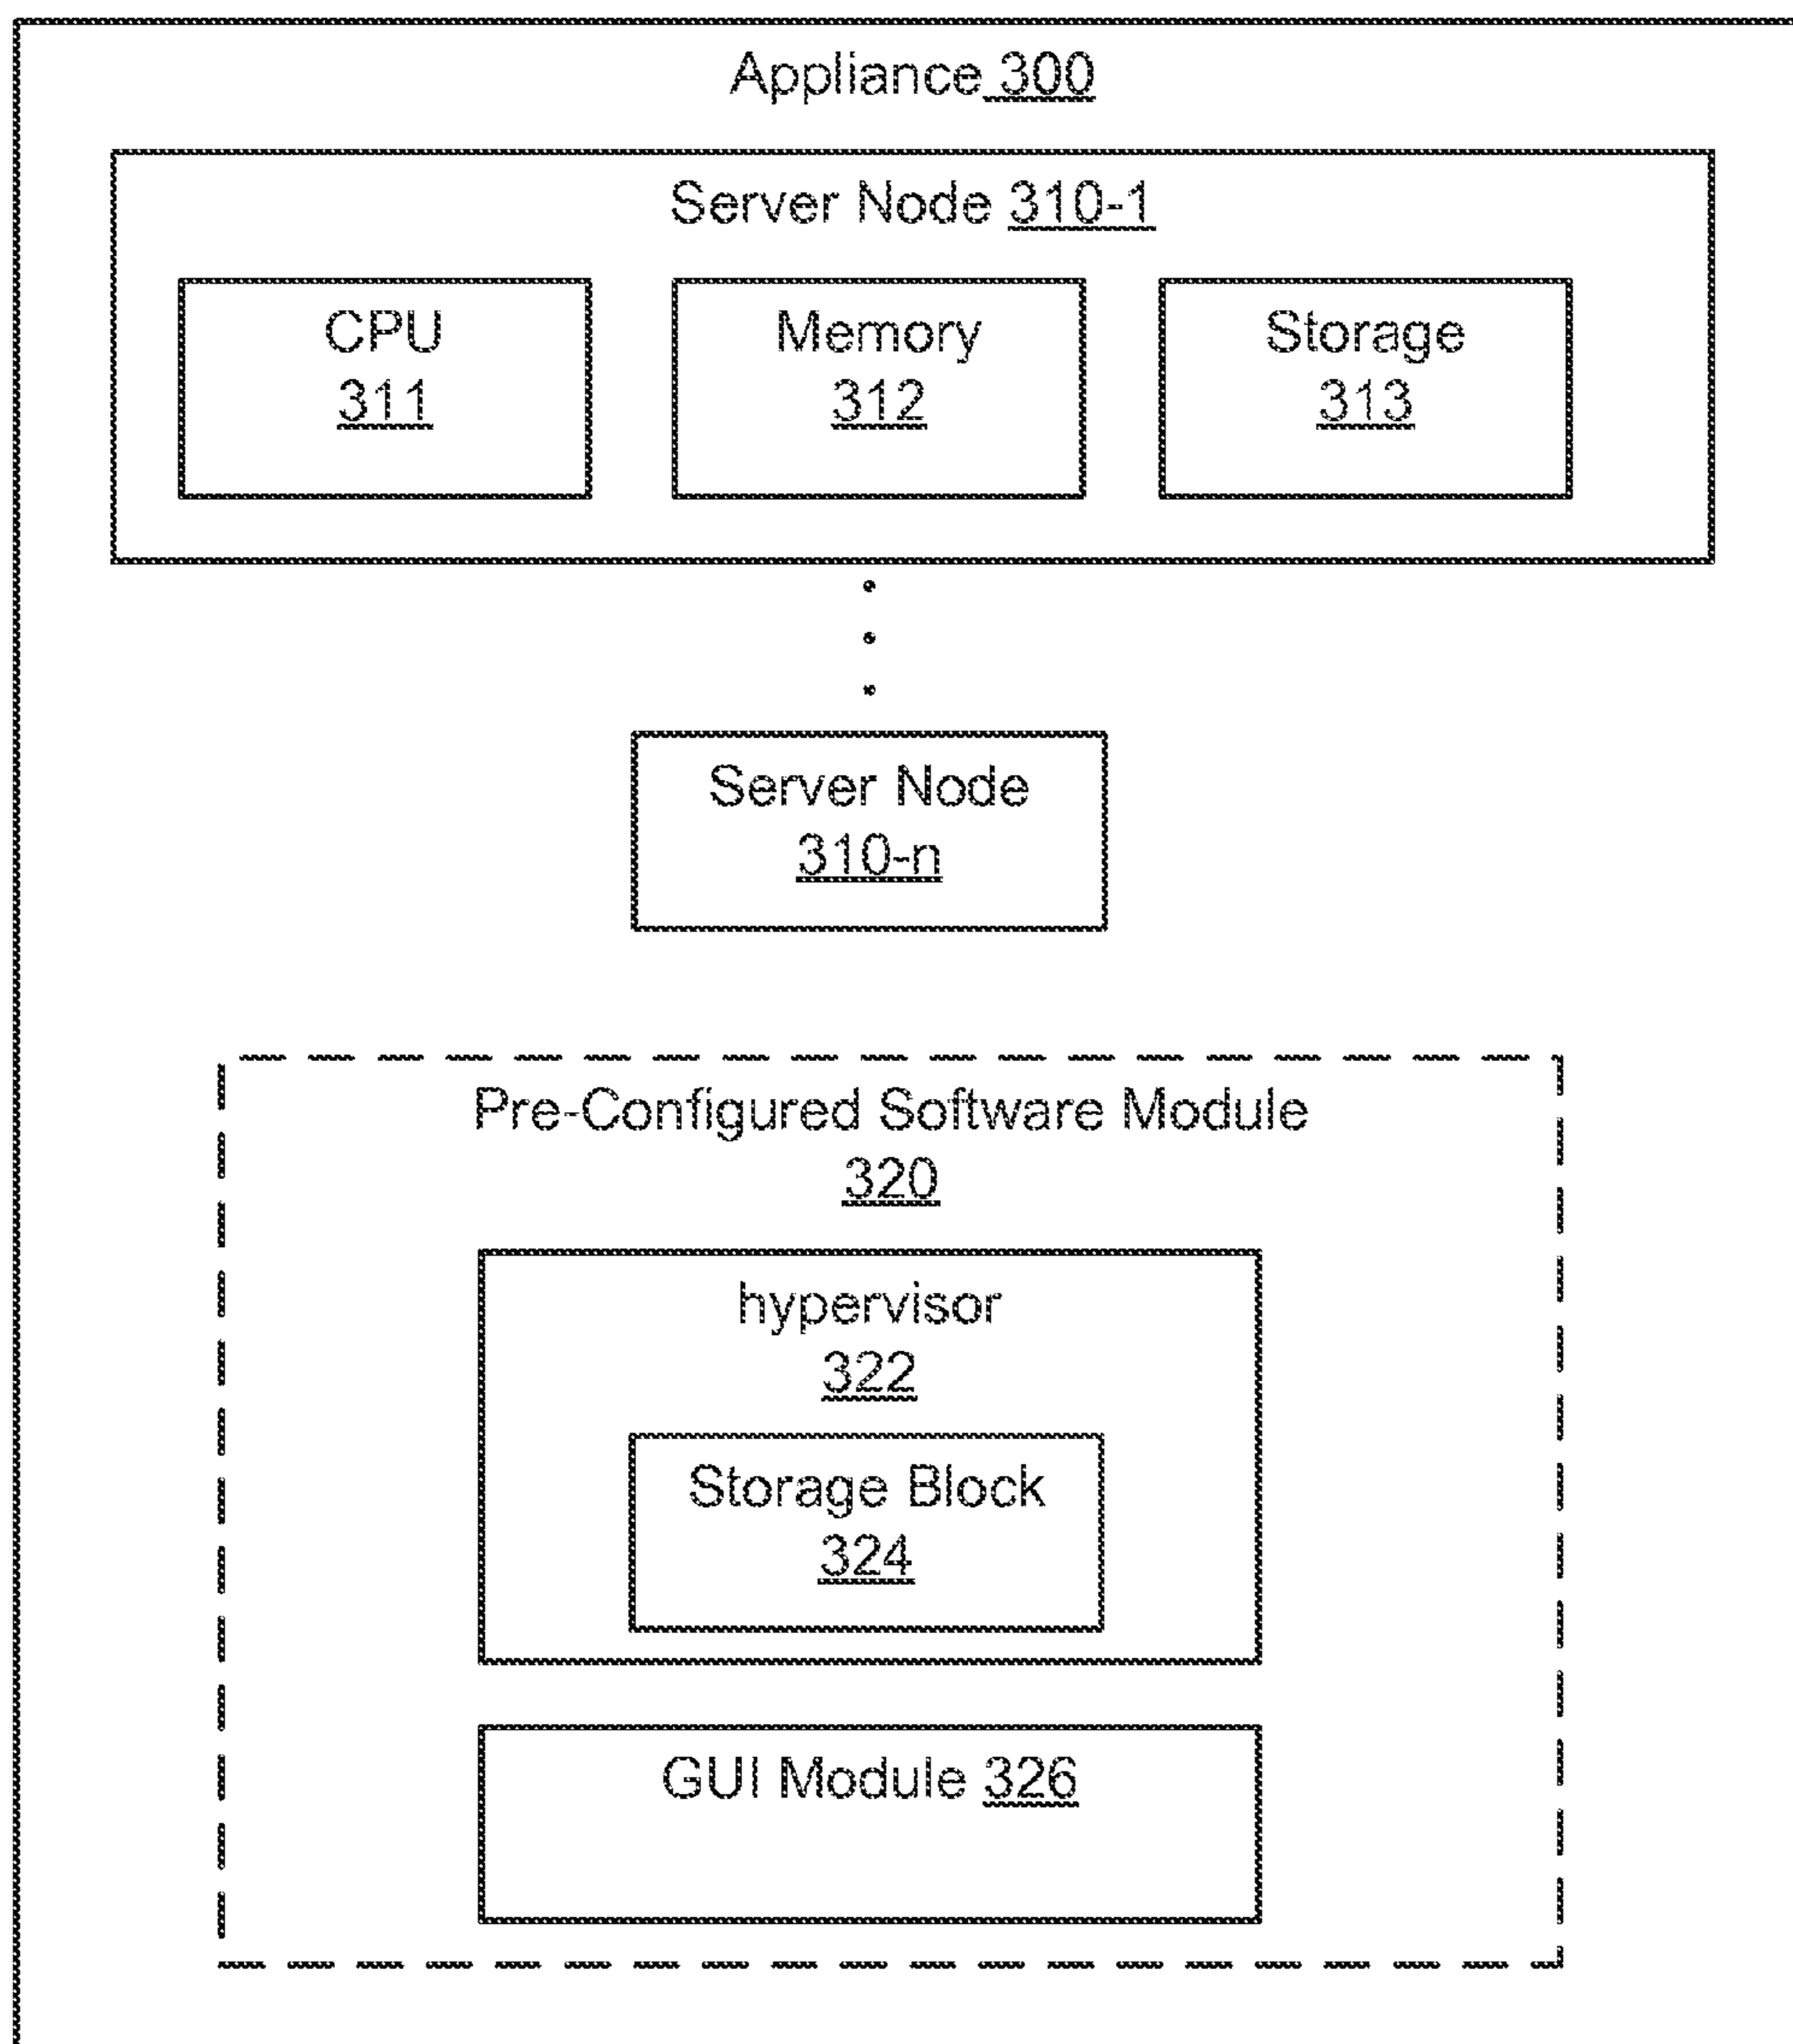 Appliance 300
Server Node 310-1
CPU
311
Memory
312
Storage
313
Server Node
310-n
Pre-Configured Software Module
320
hypervisor
322
Storage Block
324
GUI Module 326